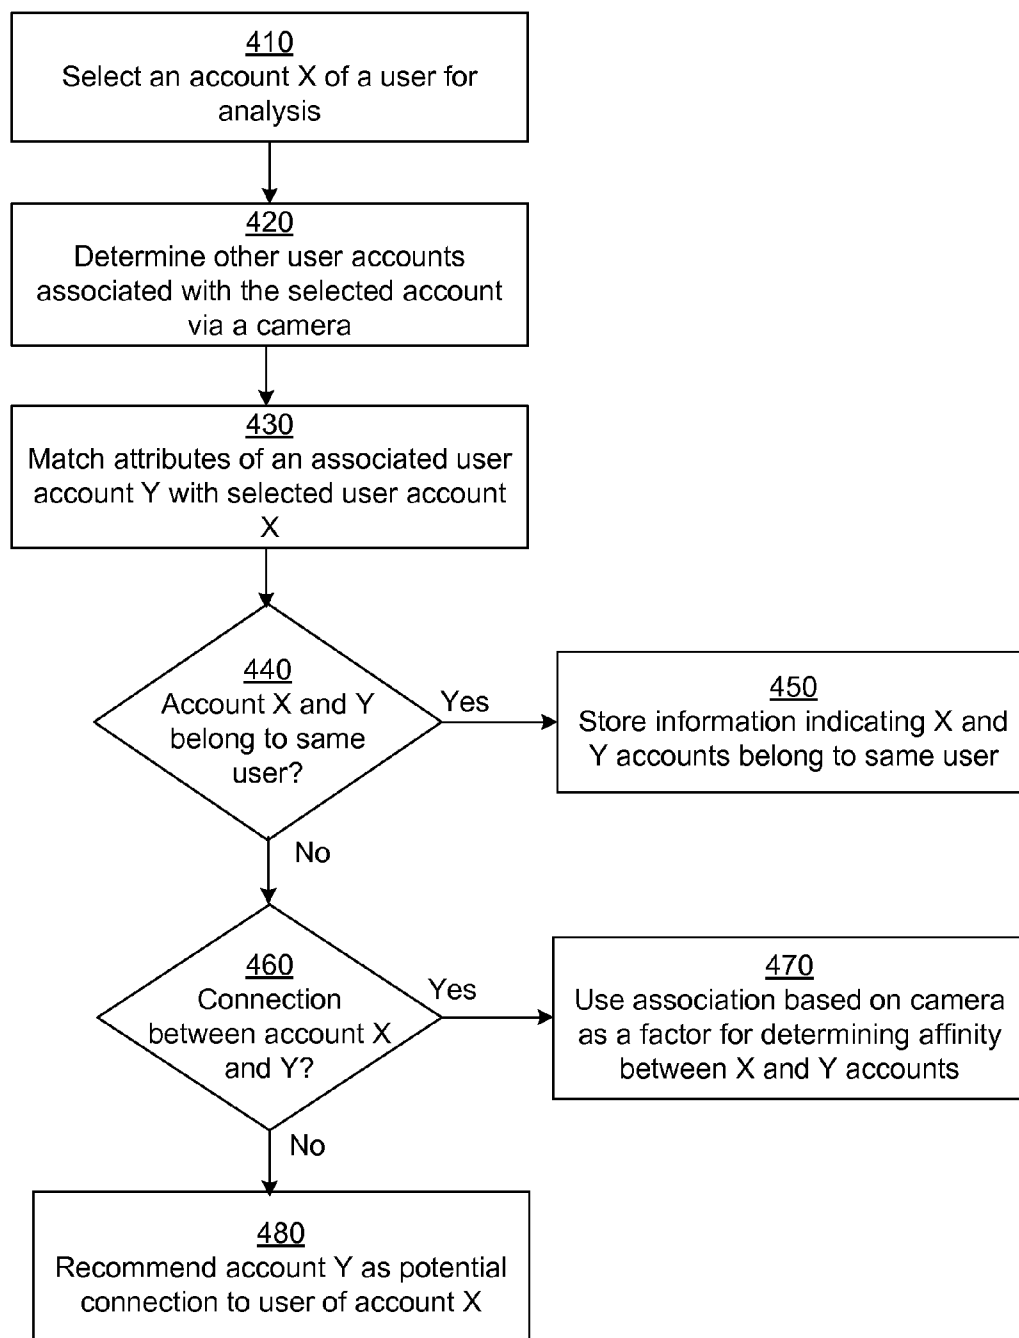 410
Select an account X of a user for
analysis
420
Determine other user accounts
associated with the selected account
via a camera
430
Match attributes of an associated user
account Y with selected user account
X
440
Account X and Y
belong to same
user?
Yes
450
Store information indicating X and
Y accounts belong to same user
No
460
Connection
between account X
and Y?
Yes
470
Use association based on camera
as a factor for determining affinity
between X and Y accounts
No
480
Recommend account Y as potential
connection to user of account X